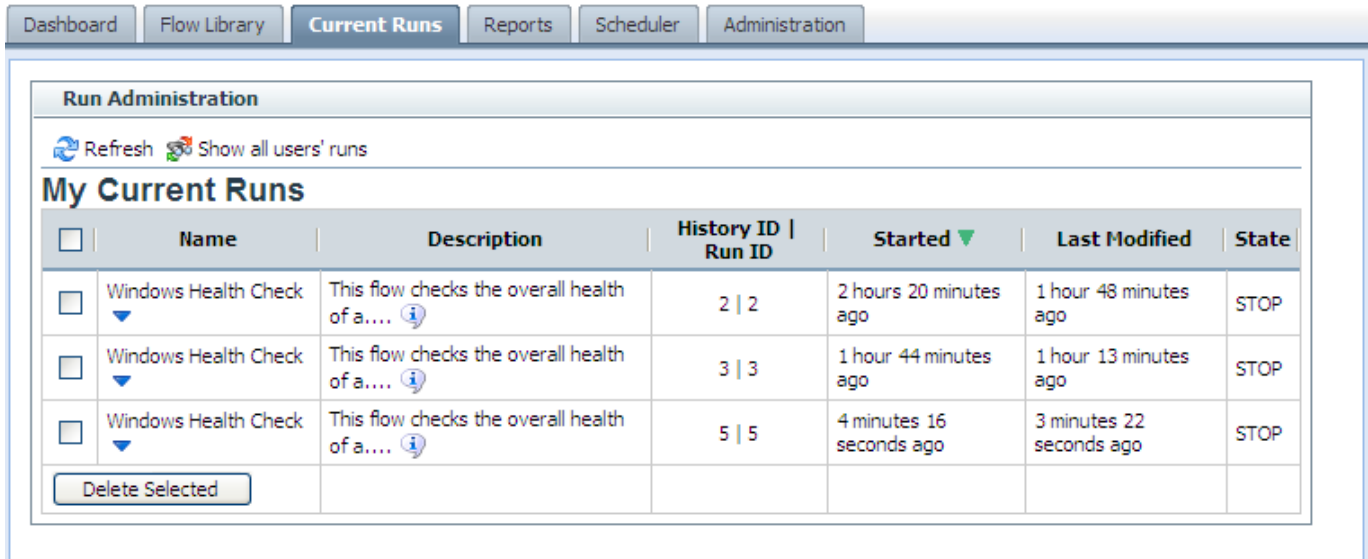 Dashboard Flow Library Current Runs Reports Scheduler Administration
Run Administration
Refresh Show all users' runs
My Current Runs
Name Description History ID | Run ID Started Last Modified State
Windows Health Check This flow checks the overall health of a.... 2 | 2 2 hours 20 minutes ago 1 hour 48 minutes ago STOP
Windows Health Check This flow checks the overall health of a.... 3 | 3 1 hour 44 minutes ago 1 hour 13 minutes ago STOP
Windows Health Check This flow checks the overall health of a.... 5 | 5 4 minutes 16 seconds ago 3 minutes 22 seconds ago STOP
Delete Selected